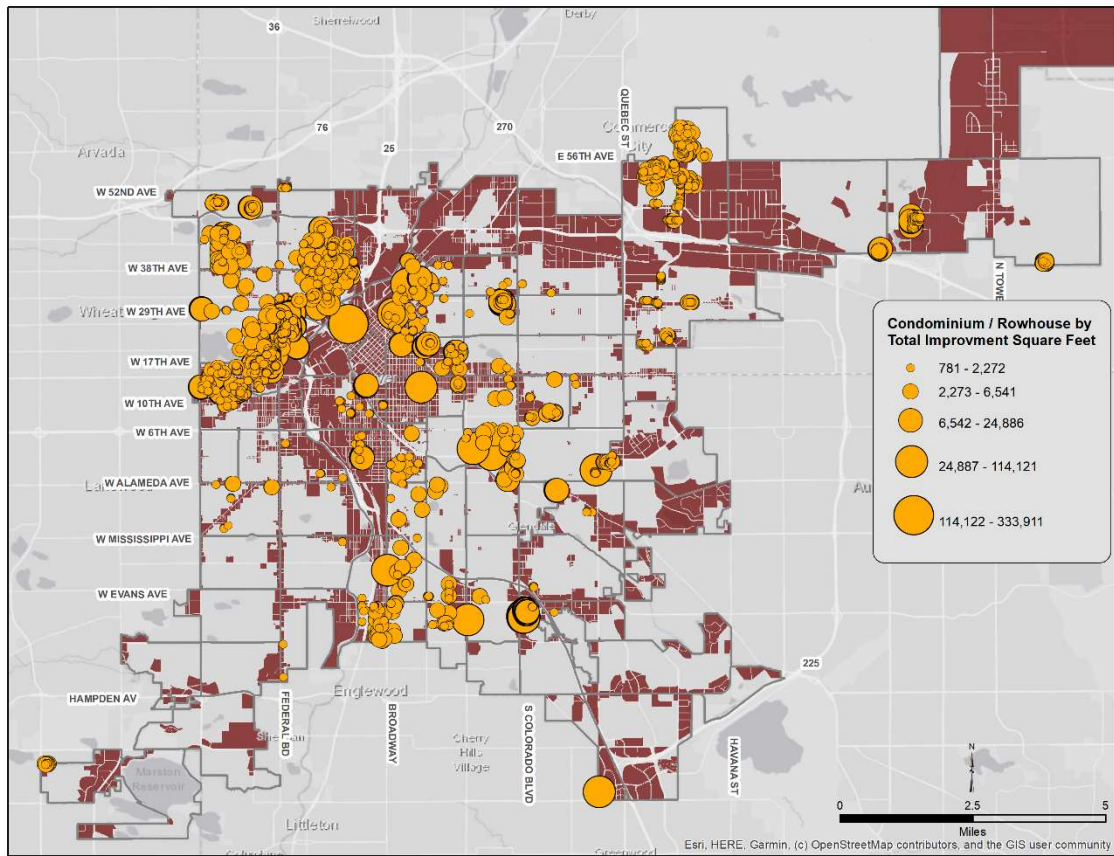 Sherrelwood
Derby
36
QUEBEC ST
76
270
Commerce
City
25
E 56TH AVE
Arvada
W 52ND AVE
W 38TH AVE
N TOWE
W 29TH AVE
W 17TH AVE
W 10TH AVE
W 6TH AVE
W ALAMEDA AVE
Glendale
W MISSISSIPPI AVE
W EVANS AVE
Condominium / Rowhouse by
Total Improvment Square Feet
781 - 2,272
2,273 - 6,541
6,542 - 24,886
24,887 - 114,121
114,122 - 333,911
225
Englewood
HAMPDEN AV
FEDERAL BD
BROADWAY
S COLORADO BLVD
HAVANA ST
Cherry
Hills
Village
Marston
Reservoir
Littleton
N
0
2.5
5
Miles
Greenwood
Esri, HERE, Garmin, (c) OpenStreetMap contributors, and the GIS user community